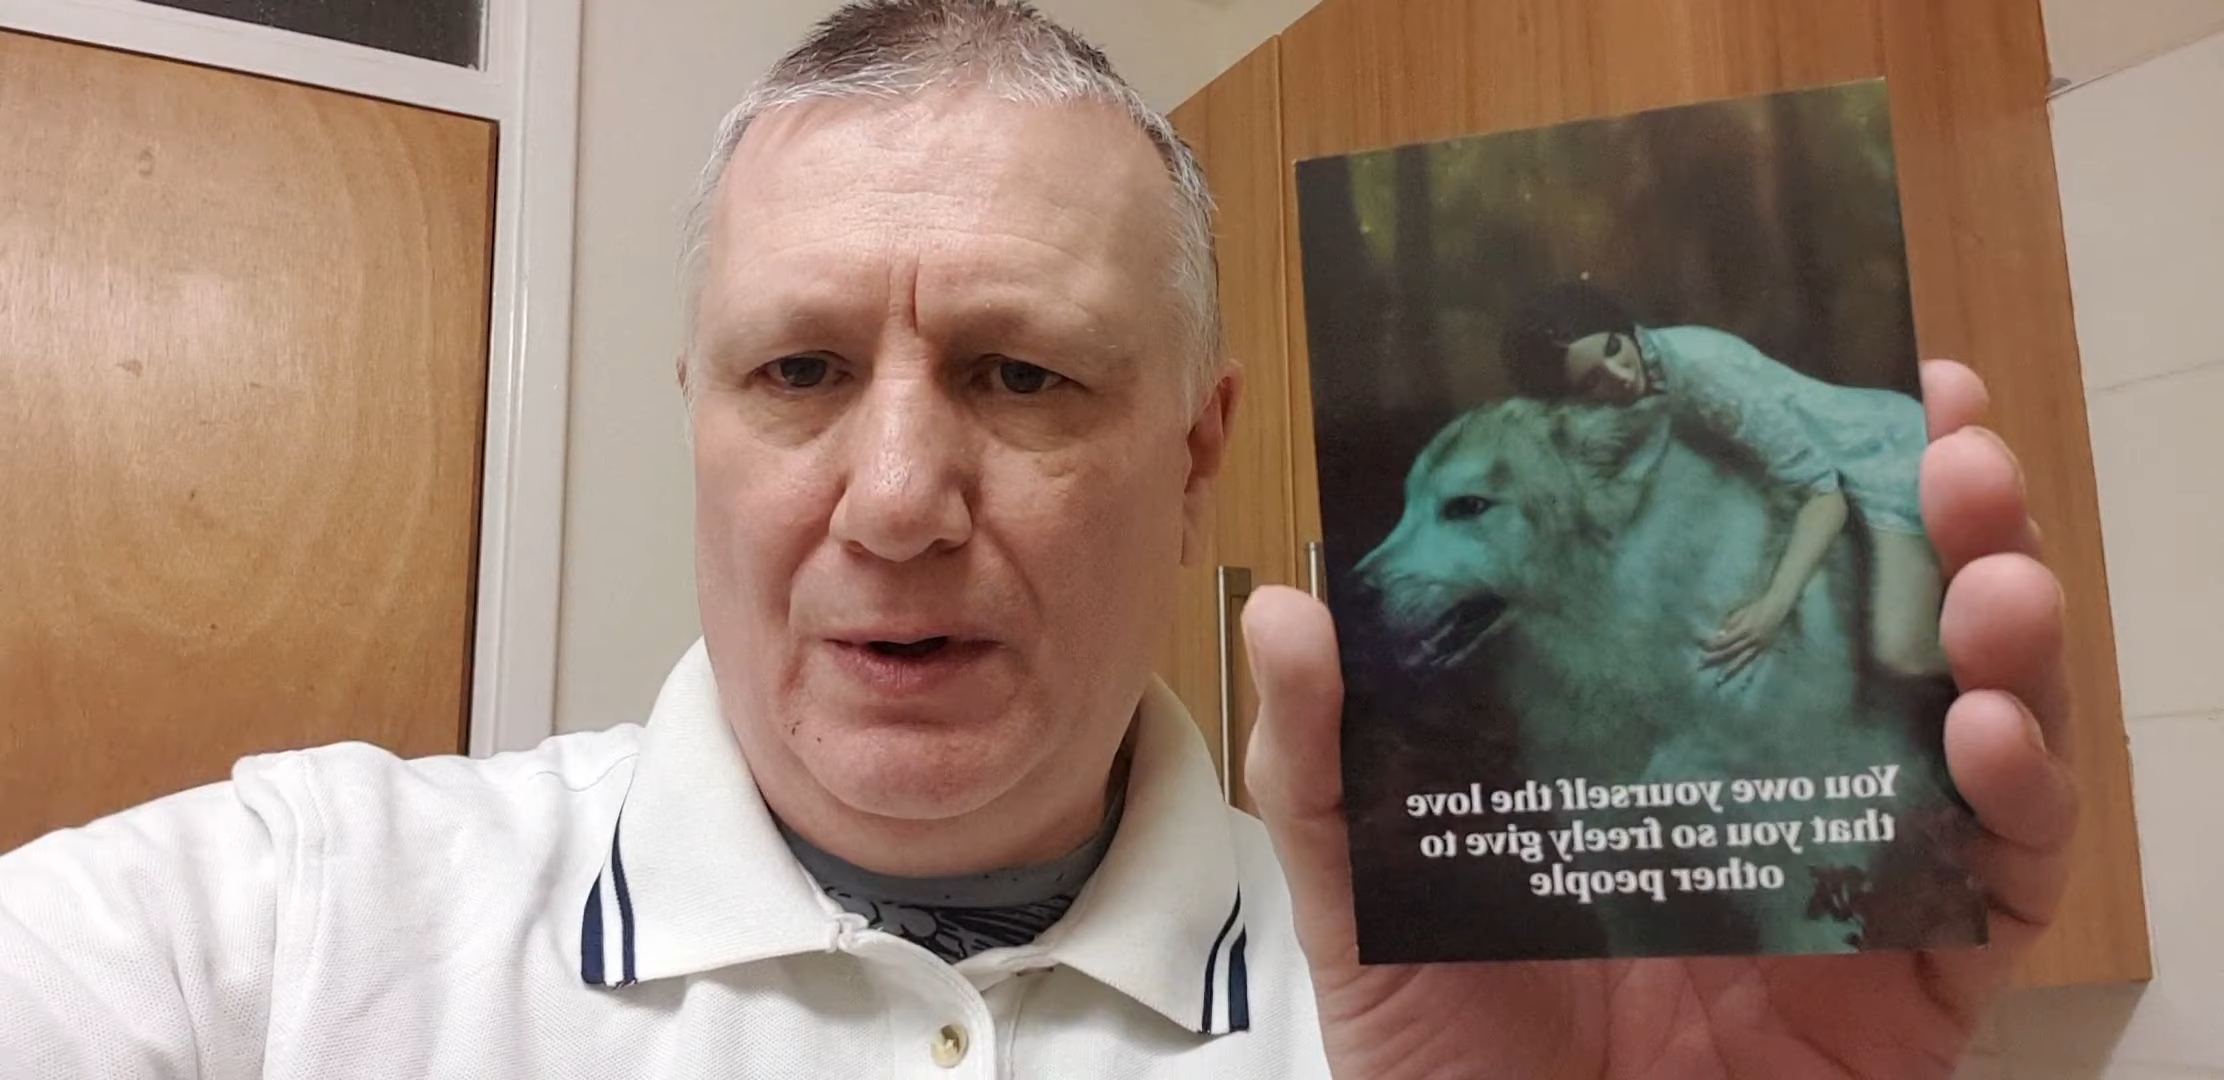 You owe yourself the love
that you so freely give to
other people